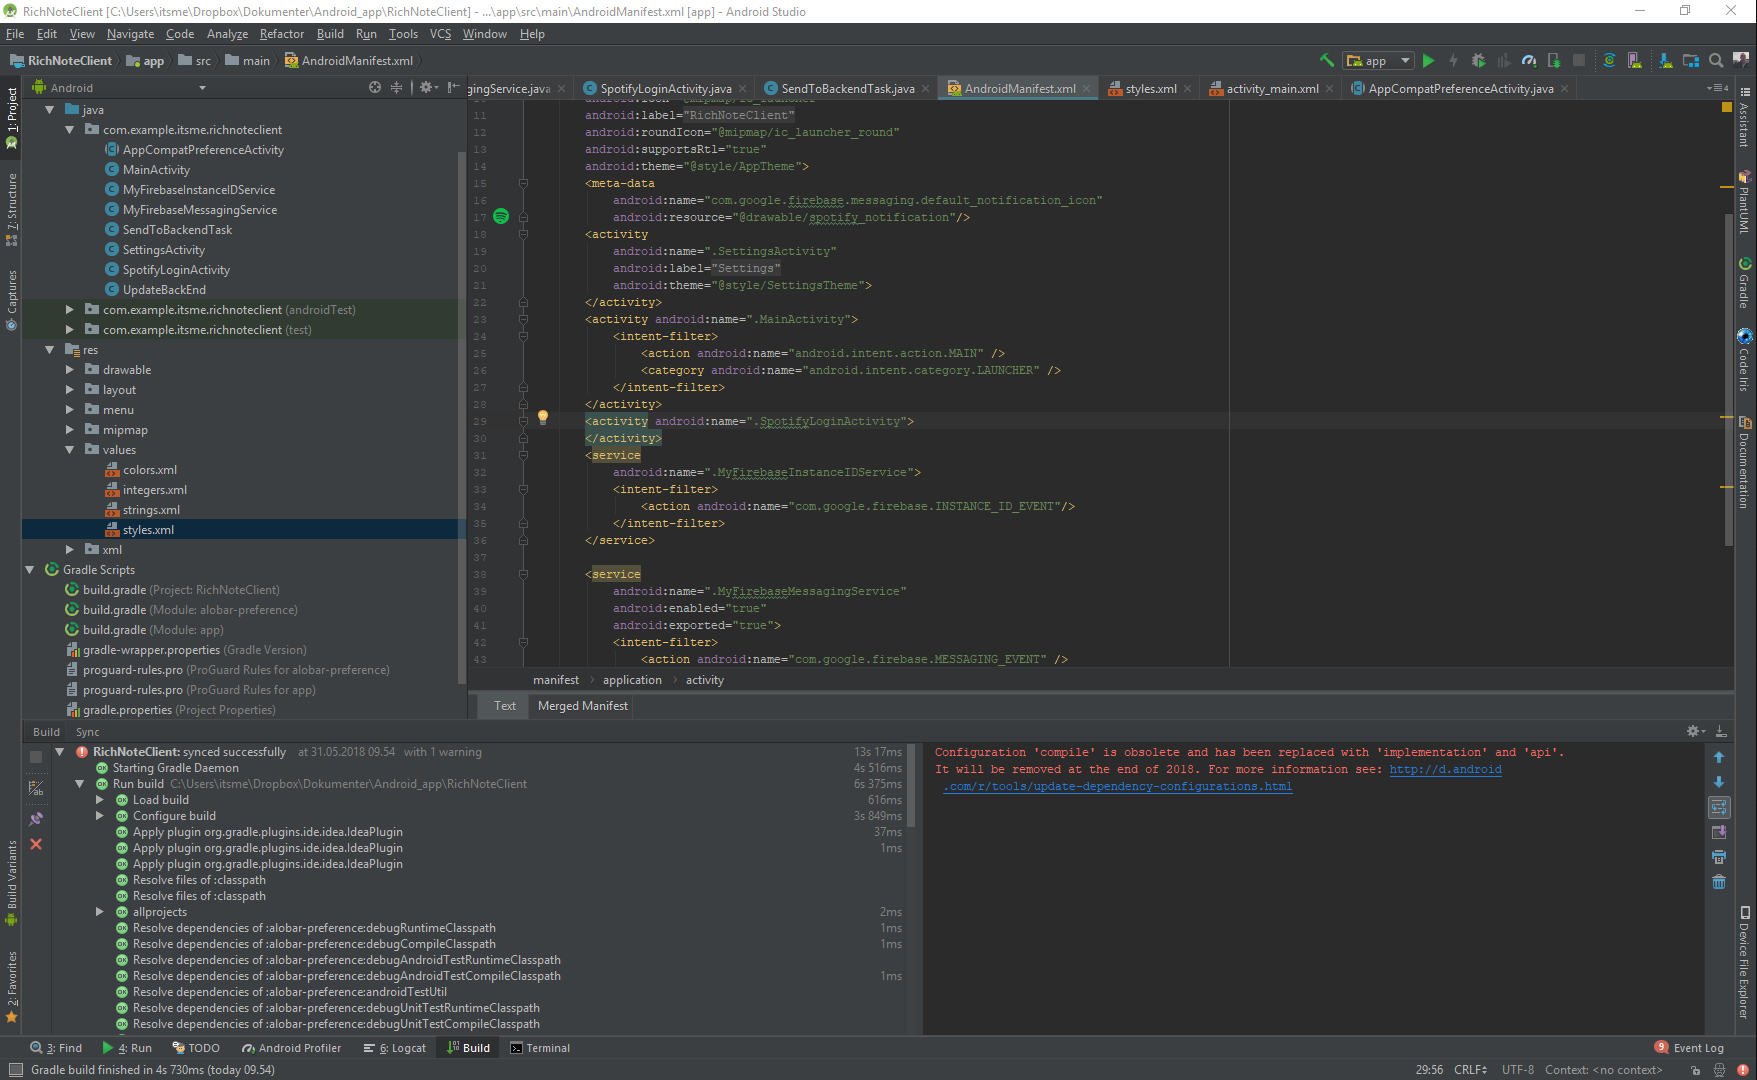 RichNoteClient [C:\Users\itsme\Dropbox\Dokumenter\Android_app\RichNoteClient] - ...\app\src\main\AndroidManifest.xml [app] - Android Studio
File Edit View Navigate Code Analyze Refactor Build Run Tools VCS Window Help
RichNoteClient app src main AndroidManifest.xml app
Android
gingService.java SpotifyLoginActivity.java SendToBackendTask.java AndroidManifest.xml styles.xml activity_main.xml AppCompatPreferenceActivity.java 4
1: Project
7: Structure
Captures
Build Variants
2: Favorites
java
com.example.itsme.richnoteclient
AppCompatPreferenceActivity
MainActivity
MyFirebaseInstanceIDService
MyFirebaseMessagingService
SendToBackendTask
SettingsActivity
SpotifyLoginActivity
UpdateBackEnd
com.example.itsme.richnoteclient (androidTest)
com.example.itsme.richnoteclient (test)
res
drawable
layout
menu
mipmap
values
colors.xml
integers.xml
strings.xml
styles.xml
xml
Gradle Scripts
build.gradle (Project: RichNoteClient)
build.gradle (Module: alobar-preference)
build.gradle (Module: app)
gradle-wrapper.properties (Gradle Version)
proguard-rules.pro (ProGuard Rules for alobar-preference)
proguard-rules.pro (ProGuard Rules for app)
gradle.properties (Project Properties)
10 android:icon="@mipmap/ic_launcher"
11 android:label="RichNoteClient"
12 android:roundIcon="@mipmap/ic_launcher_round"
13 android:supportsRtl="true"
14 android:theme="@style/AppTheme">
15 <meta-data
16 android:name="com.google.firebase.messaging.default_notification_icon"
17 android:resource="@drawable/spotify_notification"/>
18 <activity
19 android:name=".SettingsActivity"
20 android:label="Settings"
21 android:theme="@style/SettingsTheme">
22 </activity>
23 <activity android:name=".MainActivity">
24 <intent-filter>
25 <action android:name="android.intent.action.MAIN" />
26 <category android:name="android.intent.category.LAUNCHER" />
27 </intent-filter>
28 </activity>
29 <activity android:name=".SpotifyLoginActivity">
30 </activity>
31 <service
32 android:name=".MyFirebaseInstanceIDService">
33 <intent-filter>
34 <action android:name="com.google.firebase.INSTANCE_ID_EVENT"/>
35 </intent-filter>
36 </service>
37
38 <service
39 android:name=".MyFirebaseMessagingService"
40 android:enabled="true"
41 android:exported="true">
42 <intent-filter>
43 <action android:name="com.google.firebase.MESSAGING_EVENT" />
manifest application activity
Text Merged Manifest
Assistant
PlantUML
Gradle
Code Iris
Documentation
Device File Explorer
Build Sync
RichNoteClient: synced successfully at 31.05.2018 09.54 with 1 warning 13s 17ms
Starting Gradle Daemon 4s 516ms
Run build C:\Users\itsme\Dropbox\Dokumenter\Android_app\RichNoteClient 6s 375ms
Load build 616ms
Configure build 3s 849ms
Apply plugin org.gradle.plugins.ide.idea.IdeaPlugin 37ms
Apply plugin org.gradle.plugins.ide.idea.IdeaPlugin 1ms
Apply plugin org.gradle.plugins.ide.idea.IdeaPlugin
Resolve files of :classpath
Resolve files of :classpath
allprojects 2ms
Resolve dependencies of :alobar-preference:debugRuntimeClasspath 1ms
Resolve dependencies of :alobar-preference:debugCompileClasspath 1ms
Resolve dependencies of :alobar-preference:debugAndroidTestRuntimeClasspath
Resolve dependencies of :alobar-preference:debugAndroidTestCompileClasspath 1ms
Resolve dependencies of :alobar-preference:androidTestUtil
Resolve dependencies of :alobar-preference:debugUnitTestRuntimeClasspath
Resolve dependencies of :alobar-preference:debugUnitTestCompileClasspath
Configuration 'compile' is obsolete and has been replaced with 'implementation' and 'api'.
It will be removed at the end of 2018. For more information see: http://d.android
.com/r/tools/update-dependency-configurations.html
3: Find 4: Run TODO Android Profiler 6: Logcat Build Terminal 9 Event Log
Gradle build finished in 4s 730ms (today 09.54) 29:56 CRLF UTF-8 Context: <no context>